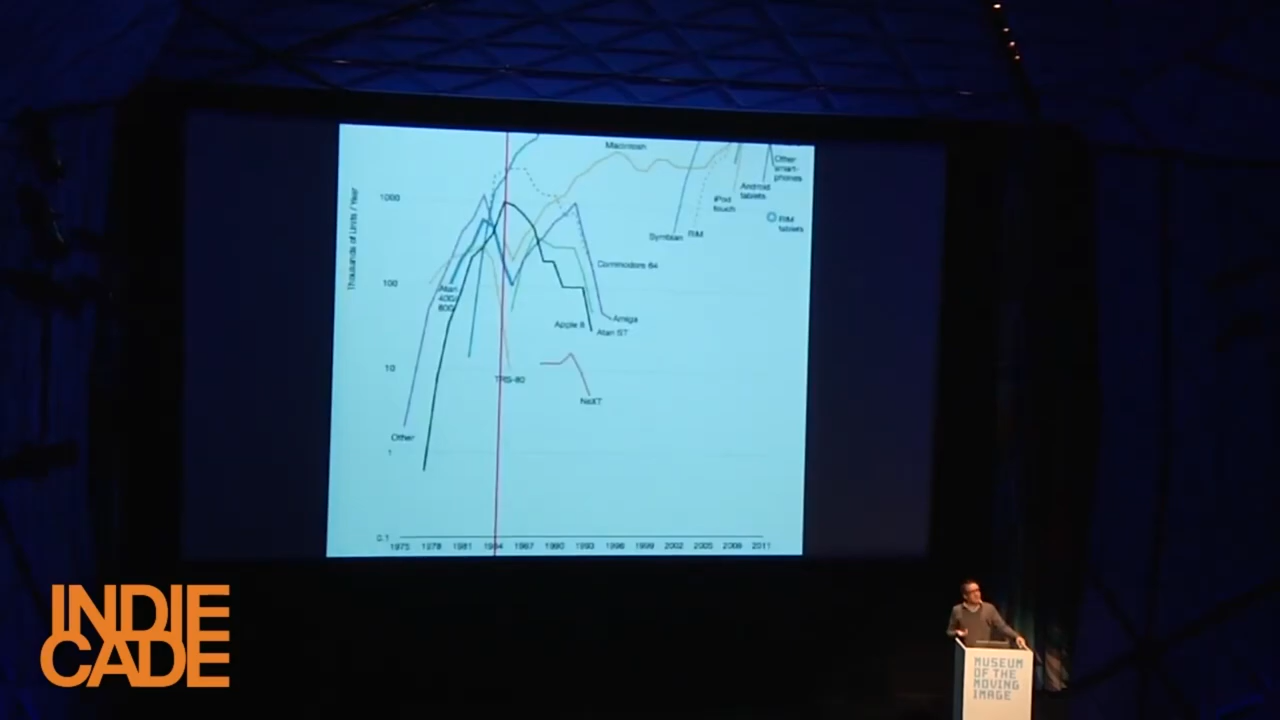 Macintosh
Other
smart-
phones
Android
tablets
iPod
touch
RIM
tablets
Symbian
RIM
Thousands of Units / Year
1000
Commodore 64
100
Atari
400/
800
Amiga
Apple II
Atari ST
10
TRS-80
NeXT
Other
1
0.1
1975 1978 1981 1984 1987 1990 1993 1996 1999 2002 2005 2008 2011
INDIE
CADE
MUSEUM
OF THE
MOVING
IMAGE